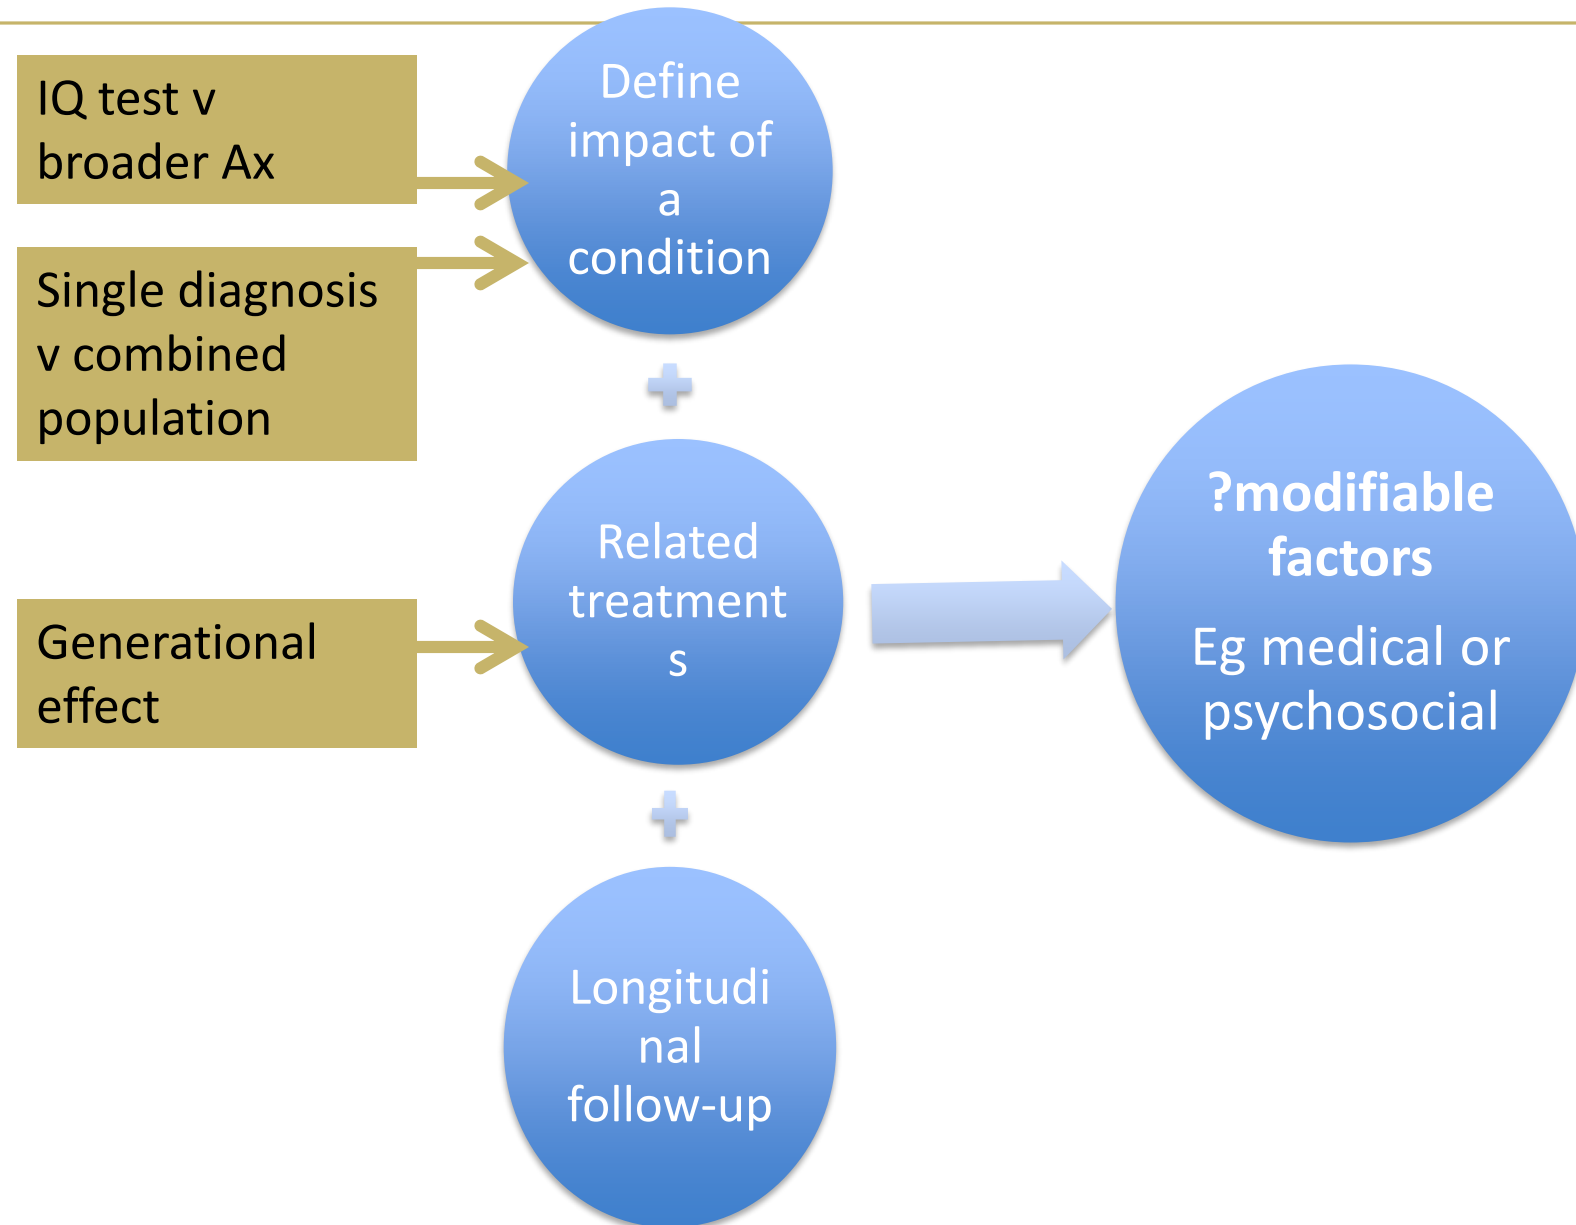 IQ test v
broader Ax
Single diagnosis
v combined
population
Generational
effect
Define
impact of
a
condition
Related
treatment
s
Longitudi
nal
follow-up
?modifiable
factors
Eg medical or
psychosocial